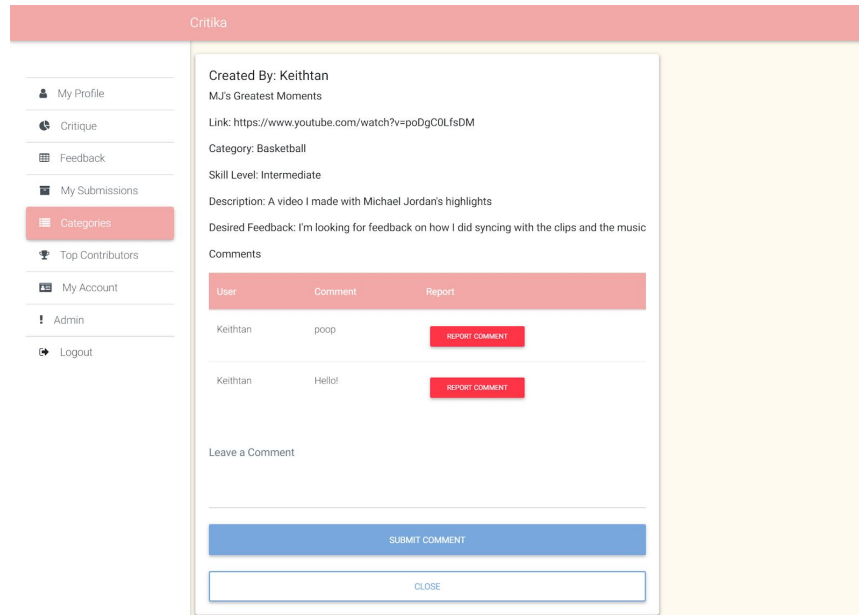 Critika
My Profile
Critique
Feedback
My Submissions
Categories
Top Contributors
My Account
Admin
Logout
Created By: Keithtan
MJ's Greatest Moments
Link: https://www.youtube.com/watch?v=poDgC0LfsDM
Category: Basketball
Skill Level: Intermediate
Description: A video I made with Michael Jordan's highlights
Desired Feedback: I'm looking for feedback on how I did syncing with the clips and the music
Comments
User Comment Report
Keithtan poop REPORT COMMENT
Keithtan Hello! REPORT COMMENT
Leave a Comment
SUBMIT COMMENT
CLOSE